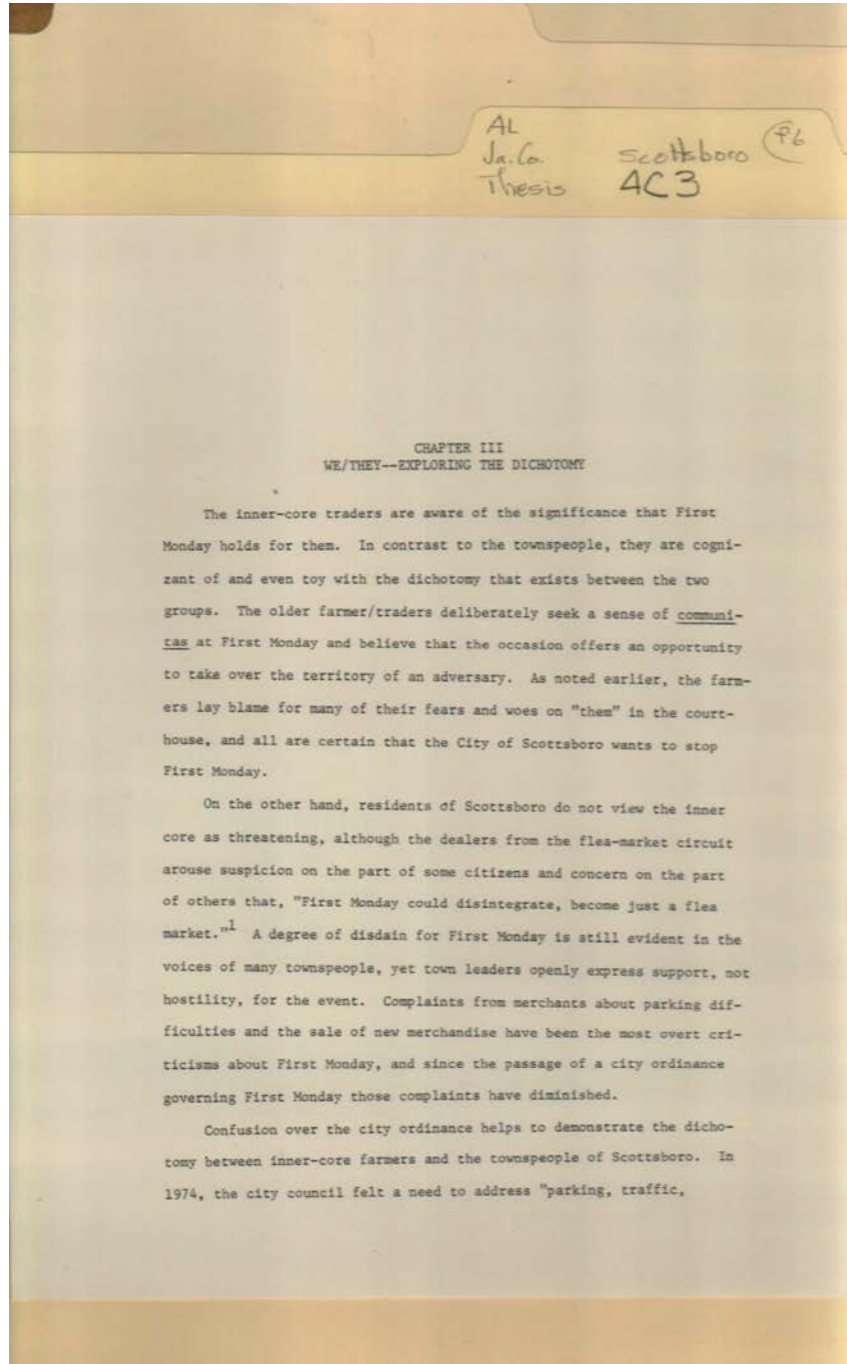 AL
Ja. Co. Scottsboro P6
Thesis 4C3
CHAPTER III
WE/THEY--EXPLORING THE DICHOTOMY
The inner-core traders are aware of the significance that First
Monday holds for them. In contrast to the townspeople, they are cogni-
zant of and even toy with the dichotomy that exists between the two
groups. The older farmer/traders deliberately seek a sense of communi-
tas at First Monday and believe that the occasion offers an opportunity
to take over the territory of an adversary. As noted earlier, the farm-
ers lay blame for many of their fears and woes on "them" in the court-
house, and all are certain that the City of Scottsboro wants to stop
First Monday.
On the other hand, residents of Scottsboro do not view the inner
core as threatening, although the dealers from the flea-market circuit
arouse suspicion on the part of some citizens and concern on the part
of others that, "First Monday could disintegrate, become just a flea
market."1 A degree of disdain for First Monday is still evident in the
voices of many townspeople, yet town leaders openly express support, not
hostility, for the event. Complaints from merchants about parking dif-
ficulties and the sale of new merchandise have been the most overt cri-
ticisms about First Monday, and since the passage of a city ordinance
governing First Monday those complaints have diminished.
Confusion over the city ordinance helps to demonstrate the dicho-
tomy between inner-core farmers and the townspeople of Scottsboro. In
1974, the city council felt a need to address "parking, traffic,